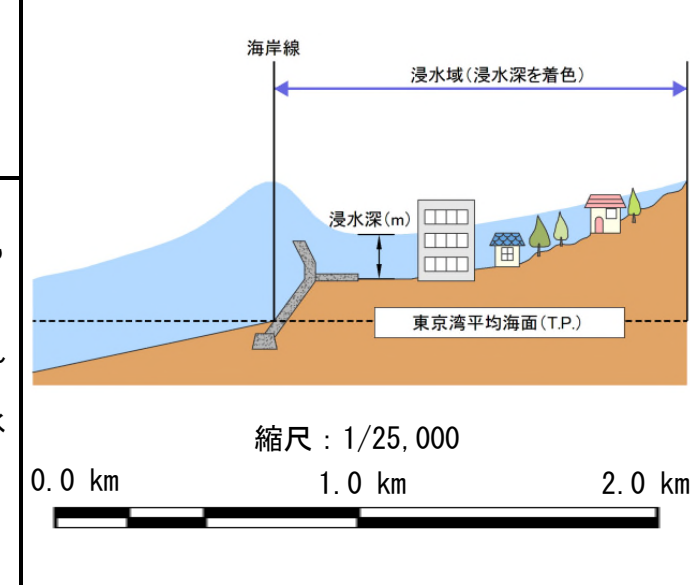 海岸線
浸水域(浸水深を着色)
浸水深(m)
東京湾平均海面(T.P.)
縮尺:1/25,000
0.0 km 1.0 km 2.0 km